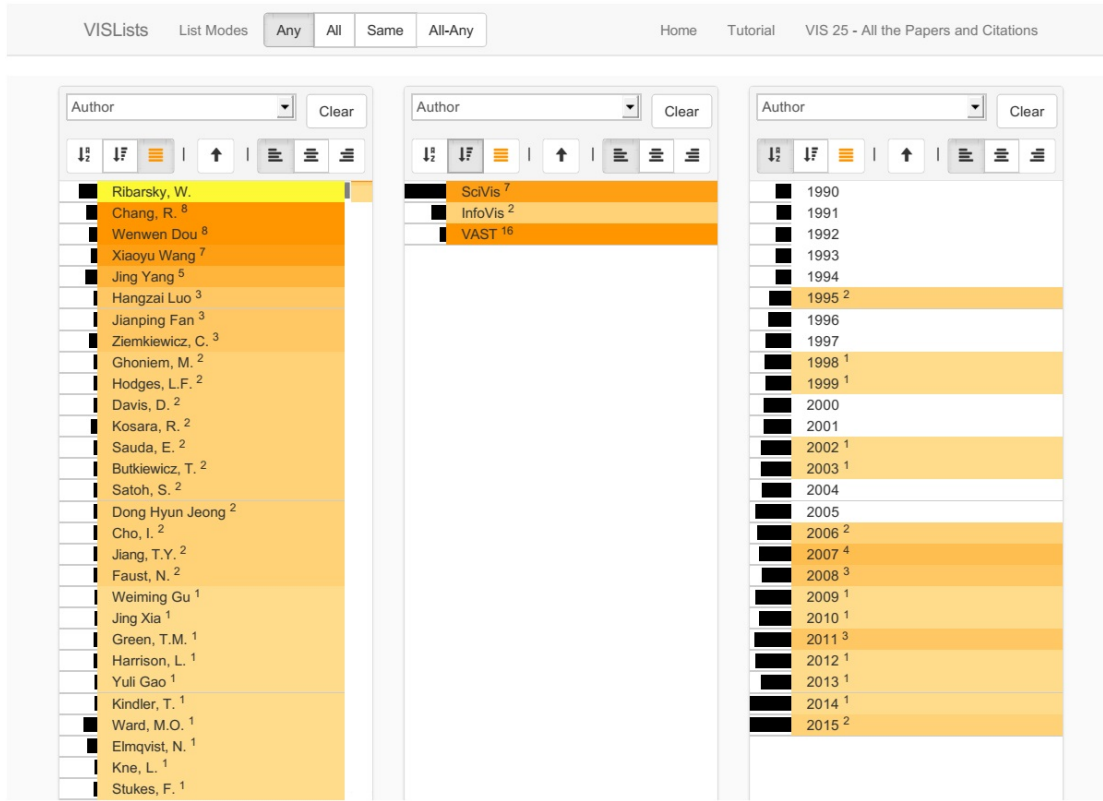 VISLists List Modes Any All Same All-Any Home Tutorial VIS 25 - All the Papers and Citations
Author Clear
Ribarsky, W.
Chang, R. 8
Wenwen Dou 8
Xiaoyu Wang 7
Jing Yang 5
Hangzai Luo 3
Jianping Fan 3
Ziemkiewicz, C. 3
Ghoniem, M. 2
Hodges, L.F. 2
Davis, D. 2
Kosara, R. 2
Sauda, E. 2
Butkiewicz, T. 2
Satoh, S. 2
Dong Hyun Jeong 2
Cho, I. 2
Jiang, T.Y. 2
Faust, N. 2
Weiming Gu 1
Jing Xia 1
Green, T.M. 1
Harrison, L. 1
Yuli Gao 1
Kindler, T. 1
Ward, M.O. 1
Elmqvist, N. 1
Kne, L. 1
Stukes, F. 1
Author Clear
SciVis 7
InfoVis 2
VAST 16
Author Clear
1990
1991
1992
1993
1994
1995 2
1996
1997
1998 1
1999 1
2000
2001
2002 1
2003 1
2004
2005
2006 2
2007 4
2008 3
2009 1
2010 1
2011 3
2012 1
2013 1
2014 1
2015 2